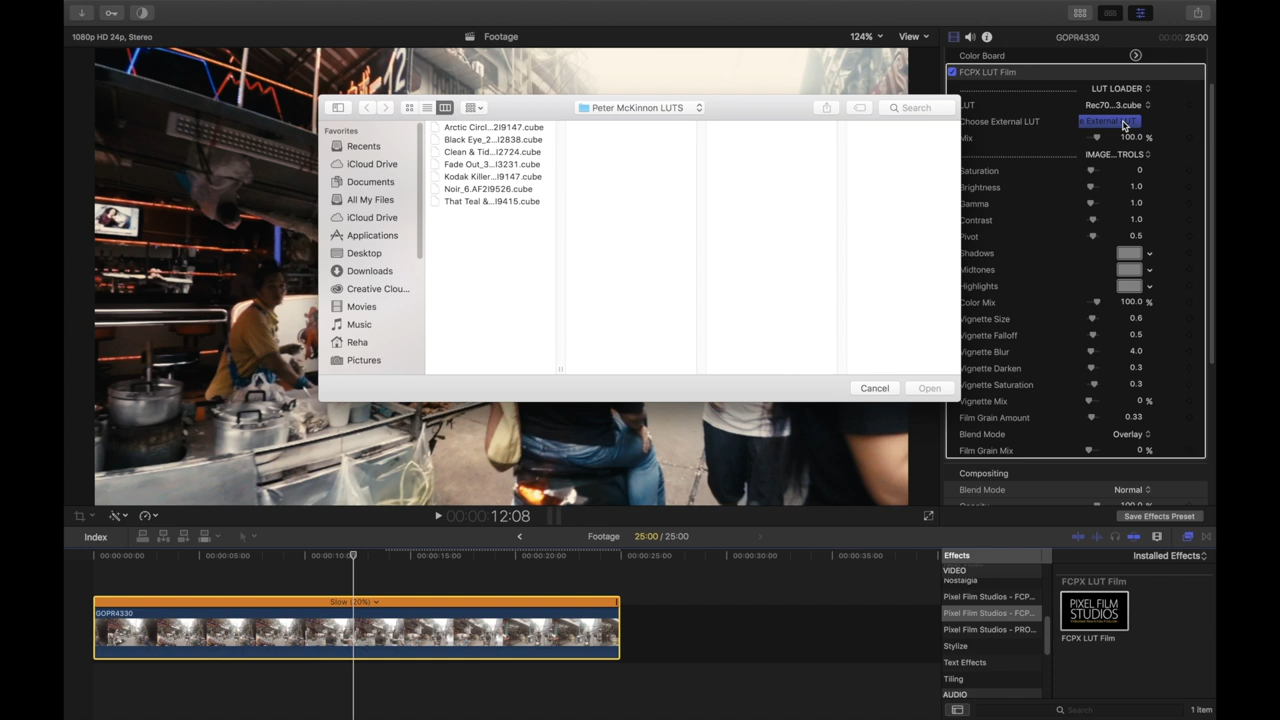 1080p HD 24p, Stereo
Footage
124%
View
GOPR4330
00:00:25:00
Color Board
FCPX LUT Film
LUT LOADER
LUT
Rec70...3.cube
Choose External LUT
e External LUT
Mix
100.0 %
IMAGE...TROLS
Saturation
0
Brightness
1.0
Gamma
1.0
Contrast
1.0
Pivot
0.5
Shadows
Midtones
Highlights
Color Mix
100.0 %
Vignette Size
0.6
Vignette Falloff
0.5
Vignette Blur
4.0
Vignette Darken
0.3
Vignette Saturation
0.3
Vignette Mix
0 %
Film Grain Amount
0.33
Blend Mode
Overlay
Film Grain Mix
0 %
Compositing
Blend Mode
Normal
Save Effects Preset
Peter McKinnon LUTS
Search
Favorites
Recents
iCloud Drive
Documents
All My Files
iCloud Drive
Applications
Desktop
Downloads
Creative Clou...
Movies
Music
Reha
Pictures
Arctic Circl...2I9147.cube
Black Eye_2...I2838.cube
Clean & Tid...I2724.cube
Fade Out_3...I3231.cube
Kodak Killer...I9147.cube
Noir_6.AF2I9526.cube
That Teal &...I9415.cube
Cancel
Open
12
00:00:12:08
Index
Footage
25:00 / 25:00
00:00:00:00
00:00:05:00
00:00:10:00
00:00:15:00
00:00:20:00
00:00:25:00
00:00:30:00
00:00:35:00
Slow (20%)
GOPR4330
Effects
Installed Effects
VIDEO
Nostalgia
Pixel Film Studios - FCP...
Pixel Film Studios - FCP...
Pixel Film Studios - PRO...
Stylize
Text Effects
Tiling
AUDIO
FCPX LUT Film
PIXEL FILM
STUDIOS
FCPX LUT Film
Search
1 item